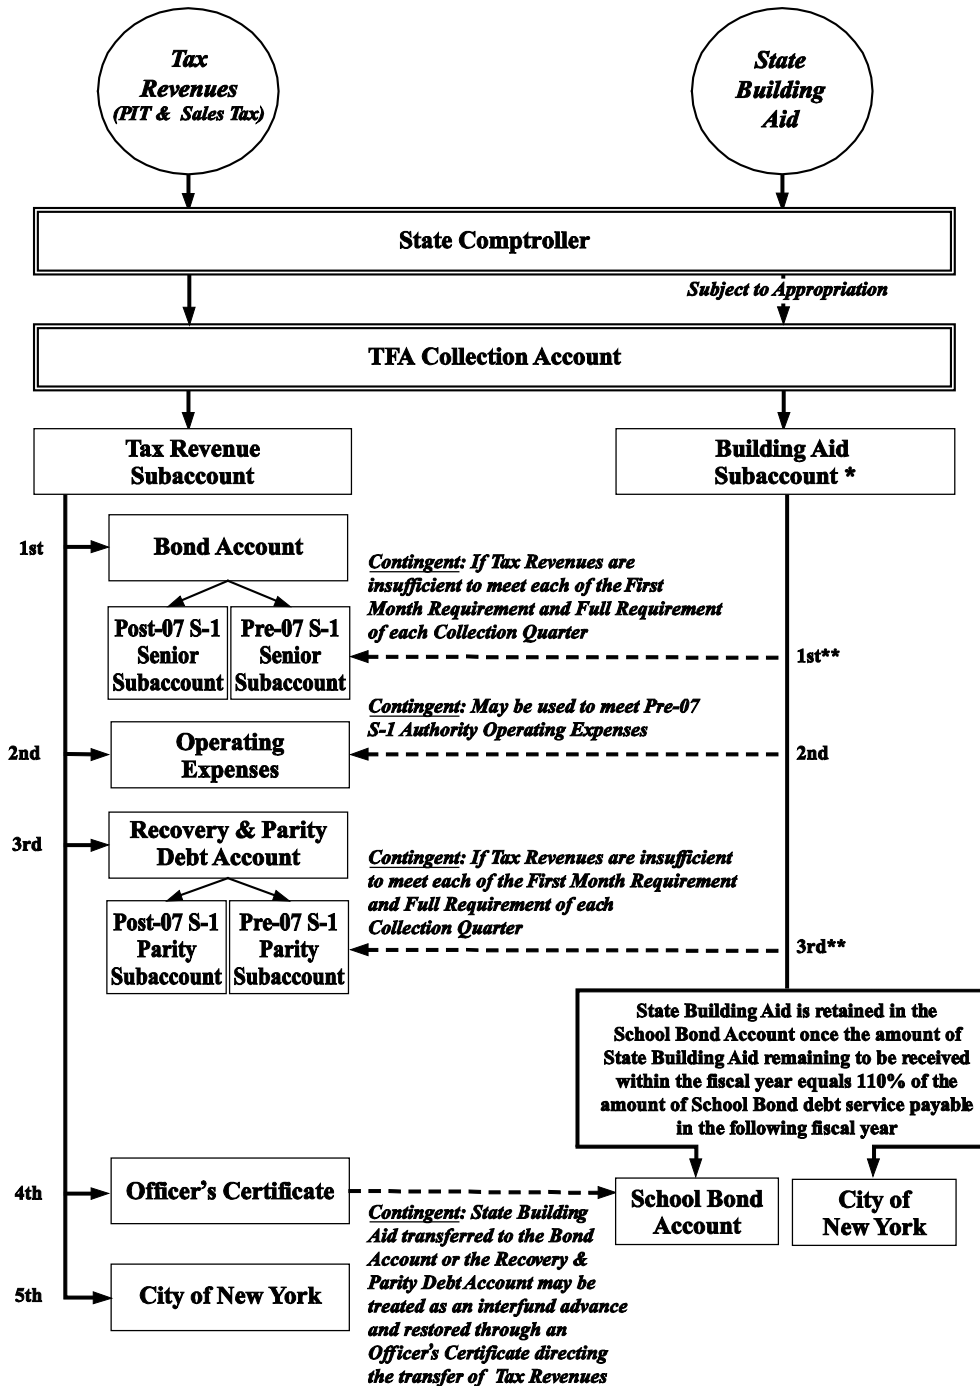 Tax
Revenues
(PIT & Sales Tax)
State
Building
Aid
State Comptroller
Subject to Appropriation
TFA Collection Account
Tax Revenue
Subaccount
Building Aid
Subaccount *
1st
Bond Account
Contingent: If Tax Revenues are
insufficient to meet each of the First
Month Requirement and Full Requirement
of each Collection Quarter
Post-07 S-1
Senior
Subaccount
Pre-07 S-1
Senior
Subaccount
1st**
Contingent: May be used to meet Pre-07
S-1 Authority Operating Expenses
2nd
Operating
Expenses
2nd
3rd
Recovery & Parity
Debt Account
Contingent: If Tax Revenues are insufficient
to meet each of the First Month Requirement
and Full Requirement of each
Collection Quarter
Post-07 S-1
Parity
Subaccount
Pre-07 S-1
Parity
Subaccount
3rd**
State Building Aid is retained in the
School Bond Account once the amount of
State Building Aid remaining to be received
within the fiscal year equals 110% of the
amount of School Bond debt service payable
in the following fiscal year
4th
Officer's Certificate
School Bond
Account
City of
New York
Contingent: State Building
Aid transferred to the Bond
Account or the Recovery &
Parity Debt Account may be
treated as an interfund advance
and restored through an
Officer's Certificate directing
the transfer of Tax Revenues
5th
City of New York